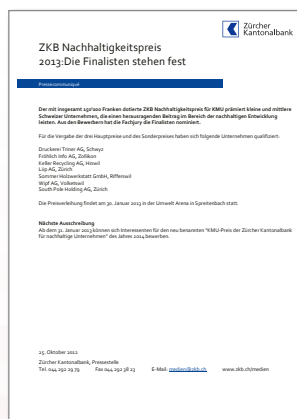 Zürcher
Kantonalbank
ZKB Nachhaltigkeitspreis
2013:Die Finalisten stehen fest
Pressecommuniqué
Der mit insgesamt 150'000 Franken dotierte ZKB Nachhaltigkeitspreis für KMU prämiert kleine und mittlere
Schweizer Unternehmen, die einen herausragenden Beitrag im Bereich der nachhaltigen Entwicklung
leisten. Aus den Bewerbern hat die Fachjury die Finalisten nominiert.
Für die Vergabe der drei Hauptpreise und des Sonderpreises haben sich folgende Unternehmen qualifiziert:
Druckerei Triner AG, Schwyz
Fröhlich Info AG, Zollikon
Keller Recycling AG, Hinwil
Liip AG, Zürich
Sommer Holzwerkstatt GmbH, Rifferswil
Wipf AG, Volketswil
South Pole Holding AG, Zürich
Die Preisverleihung findet am 30. Januar 2013 in der Umwelt Arena in Spreitenbach statt.
Nächste Ausschreibung
Ab dem 31. Januar 2013 können sich Interessenten für den neu benannten "KMU-Preis der Zürcher Kantonalbank
für nachhaltige Unternehmen" des Jahres 2014 bewerben.
25. Oktober 2012
Zürcher Kantonalbank, Pressestelle
Tel. 044 292 29 79 Fax 044 292 38 23 E-Mail: medien@zkb.ch www.zkb.ch/medien